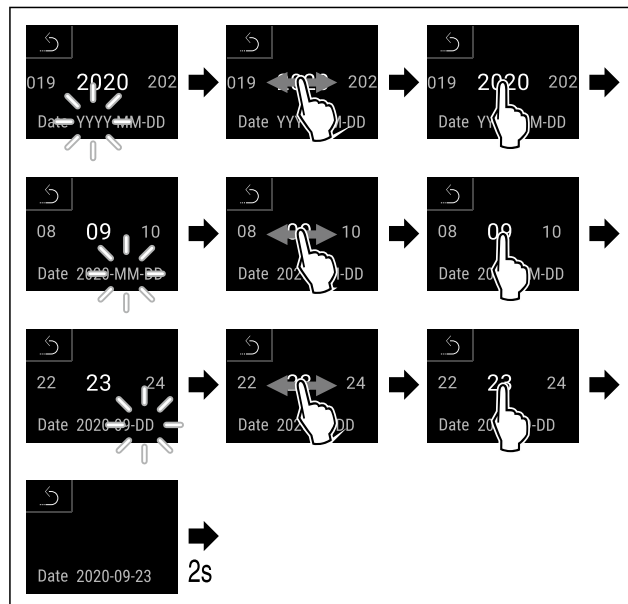 019 2020 202
Date YYYY-MM-DD
019 202
Date YYY -DD
019 2020 202
Date YY M-DD
08 09 10
Date 2020-MM-DD
08 09 10
Date 202 M-DD
08 09 10
Date 20 M-DD
22 23 24
Date 2020-09-DD
22 23 24
Date 202 DD
22 23 24
Date 20 -DD
Date 2020-09-23
2s